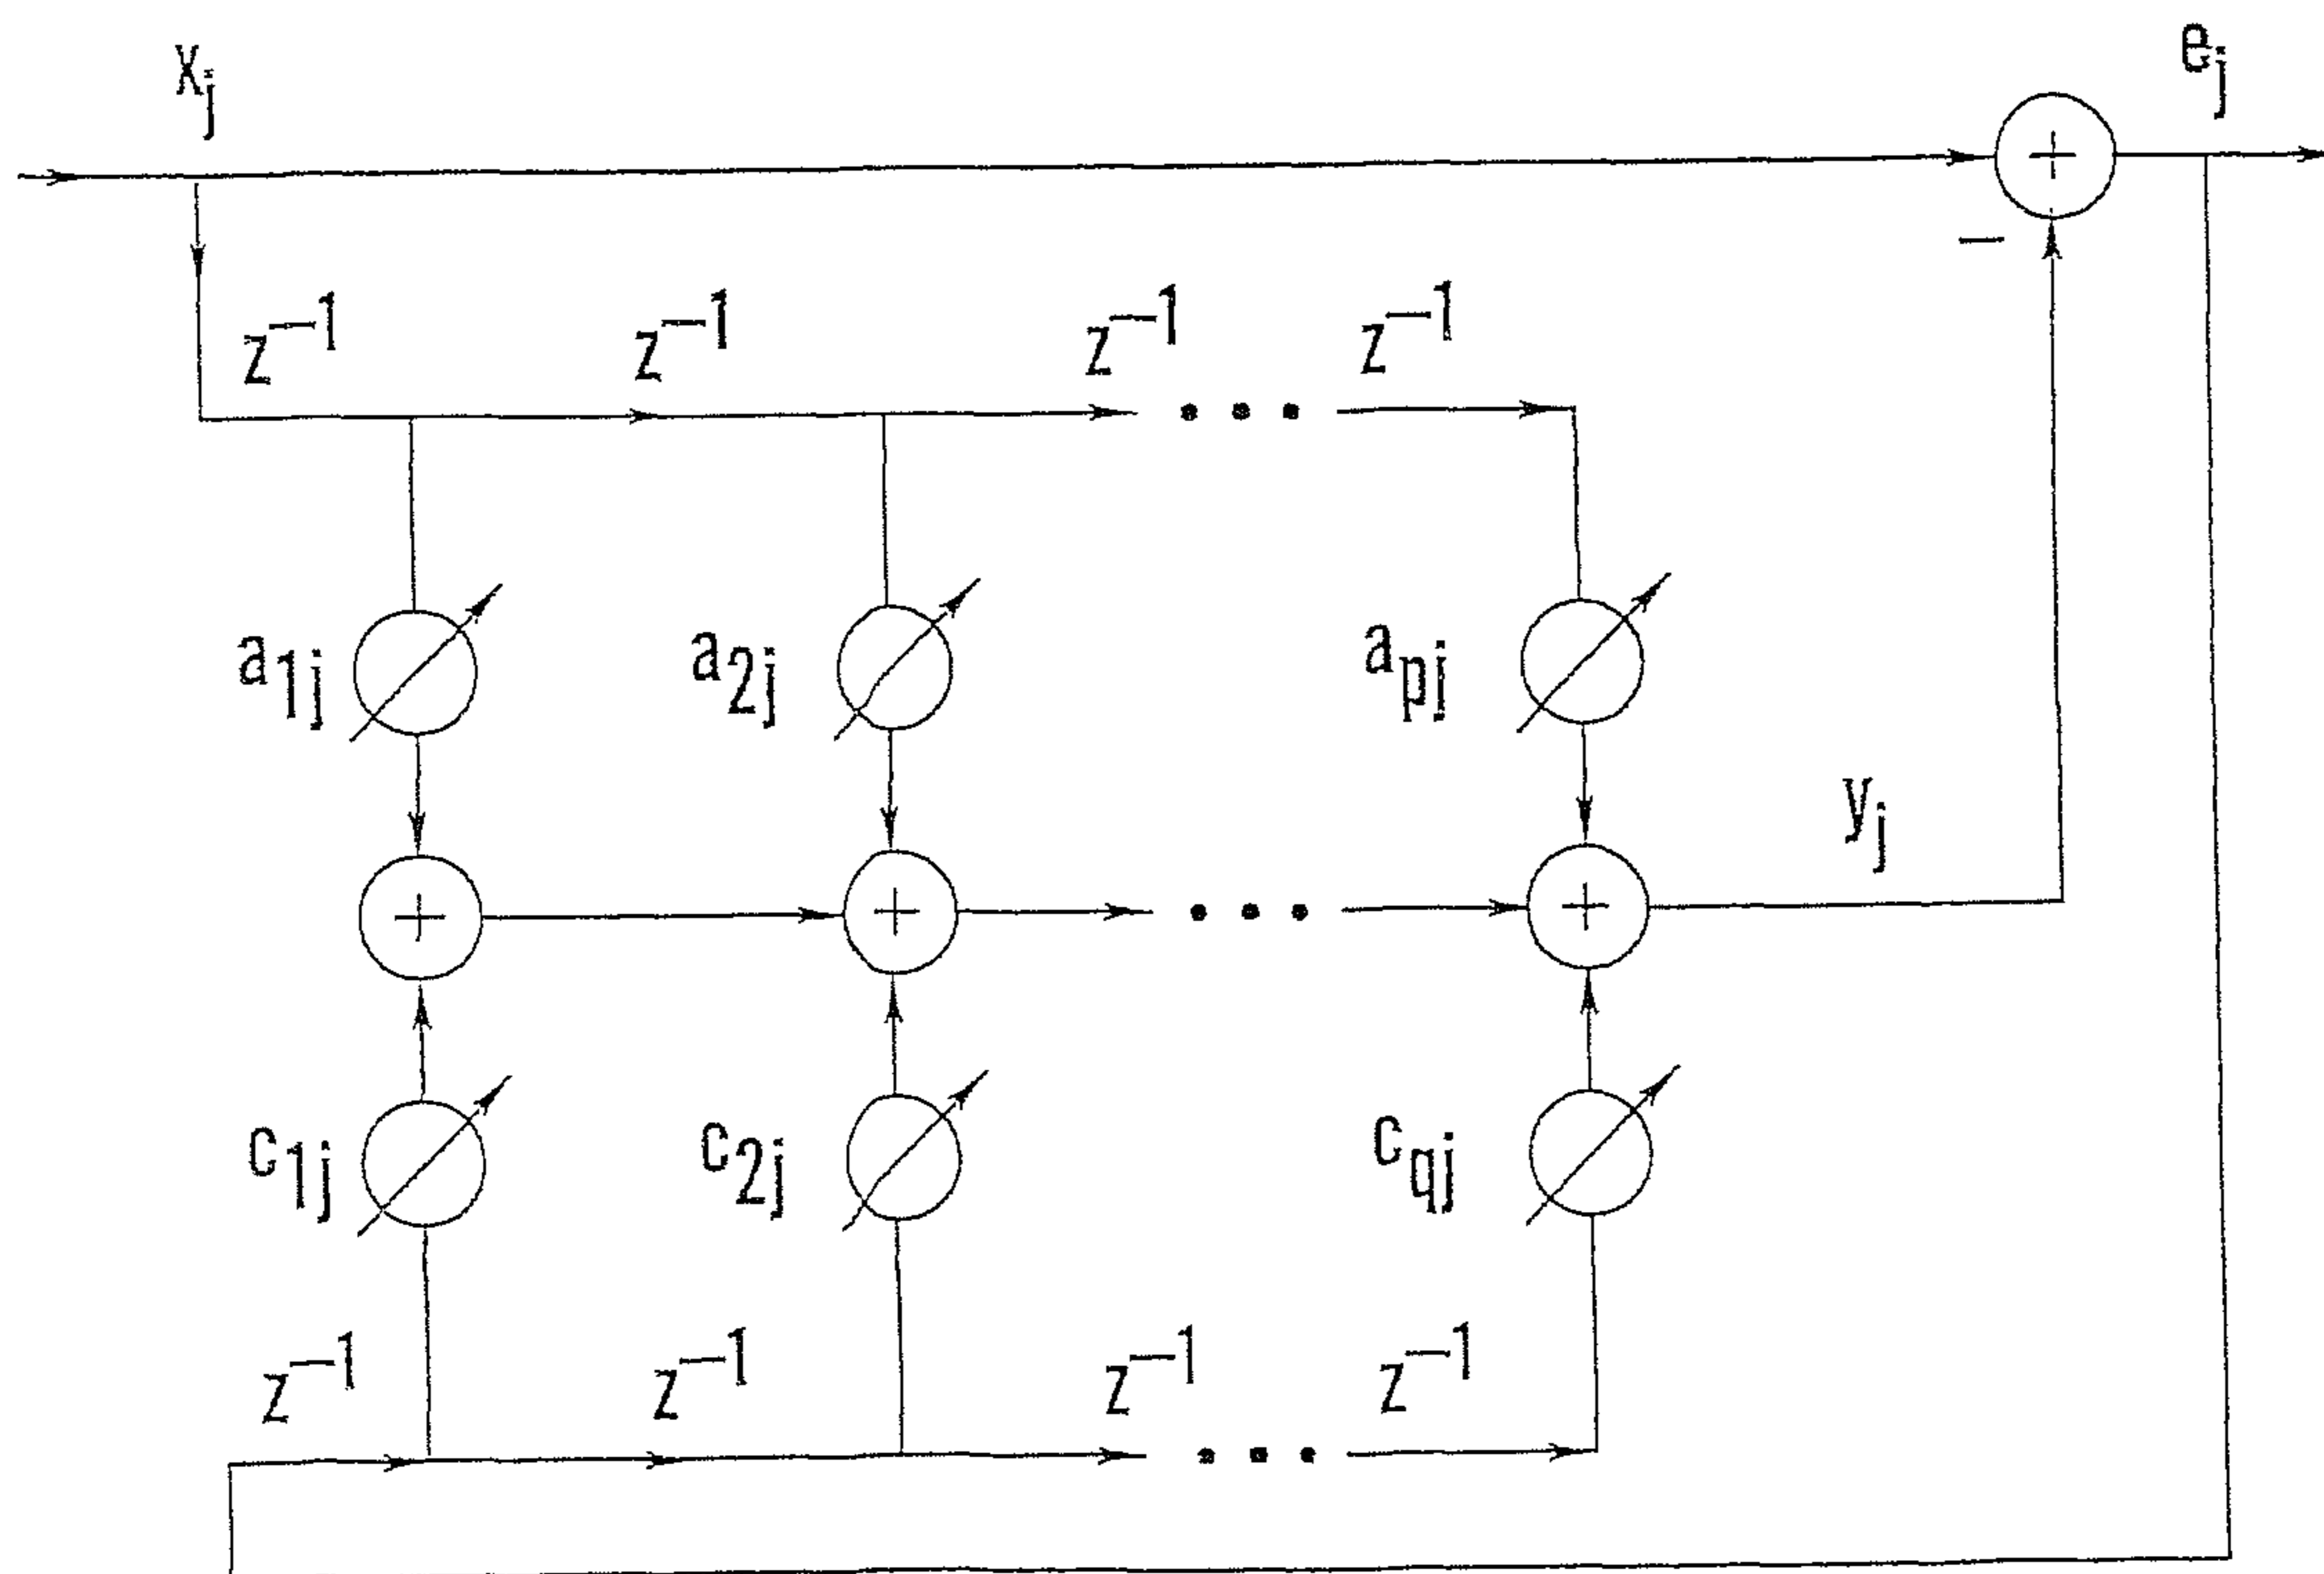 x_j e_j
−
z^−1 z^−1 z^−1 z^−1
a_1j a_2j a_pj
y_j
c_1j c_2j c_qj
z^−1 z^−1 z^−1 z^−1